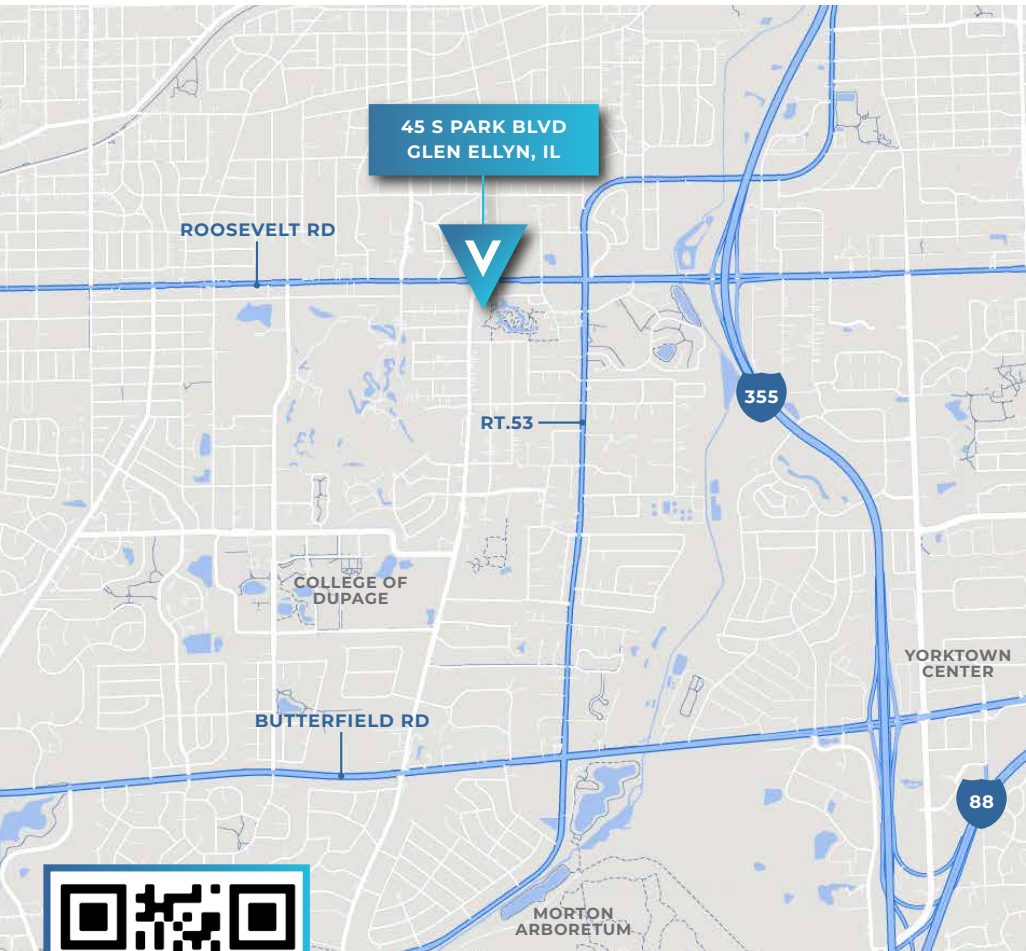 45 S PARK BLVD
GLEN ELLYN, IL
ROOSEVELT RD
V
355
RT.53
COLLEGE OF
DUPAGE
YORKTOWN
CENTER
BUTTERFIELD RD
88
MORTON
ARBORETUM